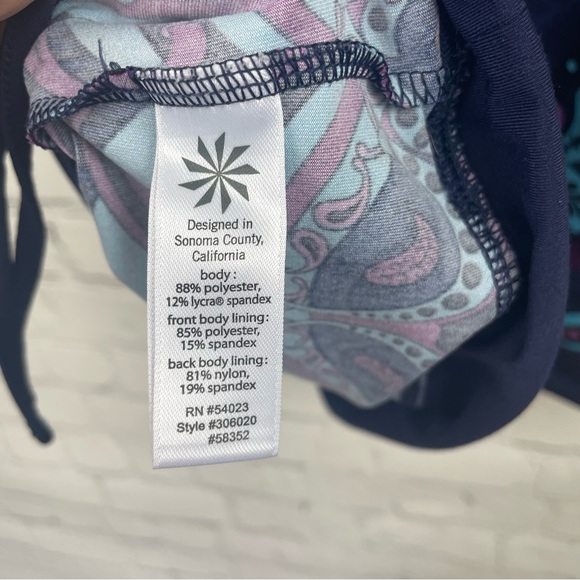 Designed in
Sonoma County,
California
body:
88% polyester,
12% lycra® spandex
front body lining:
85% polyester,
15% spandex
back body lining:
81% nylon,
19% spandex
RN #54023
Style #306020
#58352